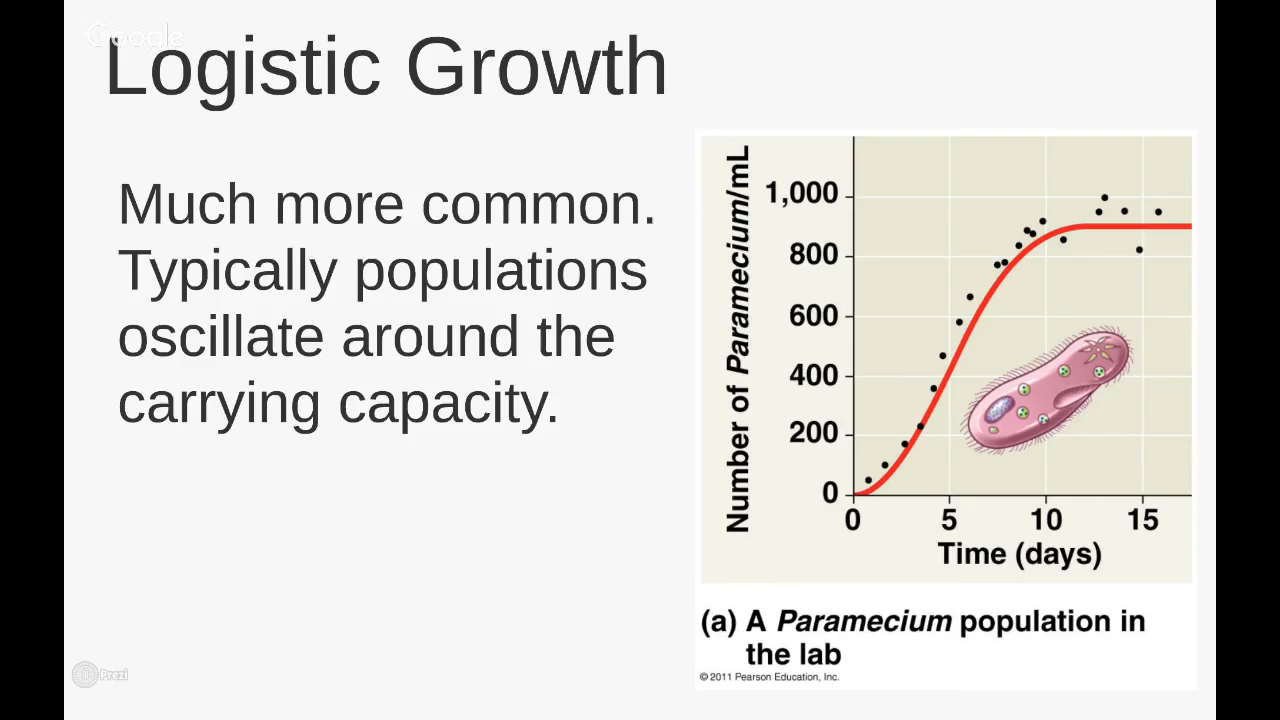 Google
Logistic Growth
Much more common.
Typically populations
oscillate around the
carrying capacity.
Number of Paramecium/mL
1,000
800
600
400
200
0
0 5 10 15
Time (days)
(a) A Paramecium population in
the lab
© 2011 Pearson Education, Inc.
Prezi